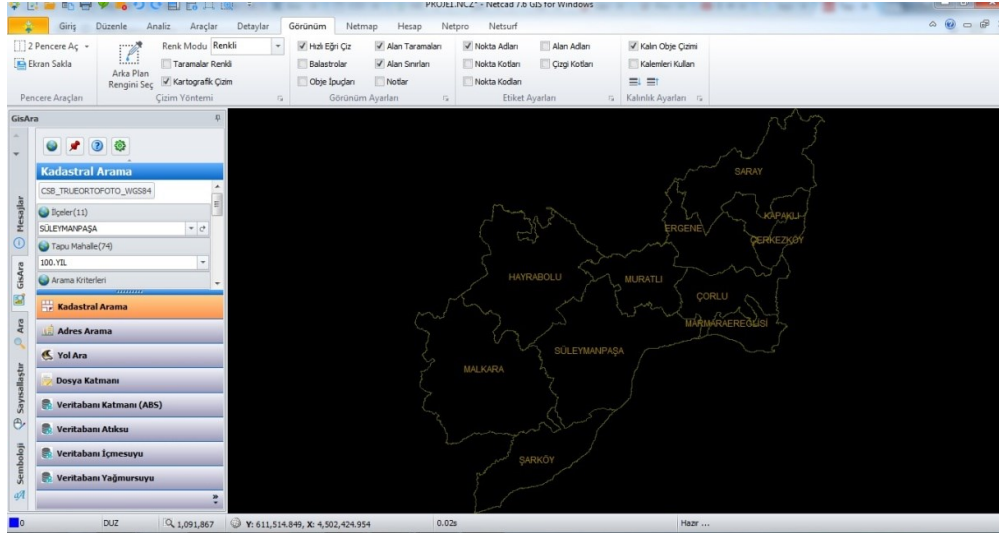 PROJE1.NCZ* - Netcad 7.6 GIS for Windows
Giriş Düzenle Analiz Araçlar Detaylar Görünüm Netmap Hesap Netpro Netsurf
2 Pencere Aç
Ekran Sakla
Pencere Araçları
Arka Plan
Rengini Seç
Renk Modu Renkli
Taramalar Renkli
Kartografik Çizim
Çizim Yöntemi
Hızlı Eğri Çiz Alan Taramaları
Balastrolar Alan Sınırları
Obje İpuçları Notlar
Görünüm Ayarları
Nokta Adları Alan Adları
Nokta Kotları Çizgi Kotları
Nokta Kodları
Etiket Ayarları
Kalın Obje Çizimi
Kalemleri Kullan
Kalınlık Ayarları
GisAra
Mesajlar
GisAra
Ara
Sayısallaştır
Semboloji
Kadastral Arama
CSB_TRUEORTOFOTO_WGS84
İlçeler(11)
SÜLEYMANPAŞA
Tapu Mahalle(74)
100.YIL
Arama Kriterleri
Kadastral Arama
Adres Arama
Yol Ara
Dosya Katmanı
Veritabanı Katmanı (ABS)
Veritabanı Atıksu
Veritabanı İçmesuyu
Veritabanı Yağmursuyu
SARAY
KAPAKLI
ERGENE
ÇERKEZKÖY
HAYRABOLU
MURATLI
ÇORLU
MARMARAEREĞLİSİ
SÜLEYMANPAŞA
MALKARA
ŞARKÖY
0 DUZ 1,091,867 Y: 611,514.849, X: 4,502,424.954 0.02s Hazır ...